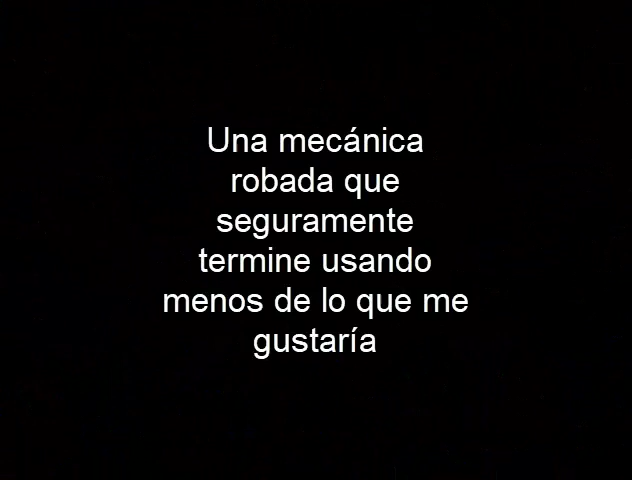 Una mecánica
robada que
seguramente
termine usando
menos de lo que me
gustaría